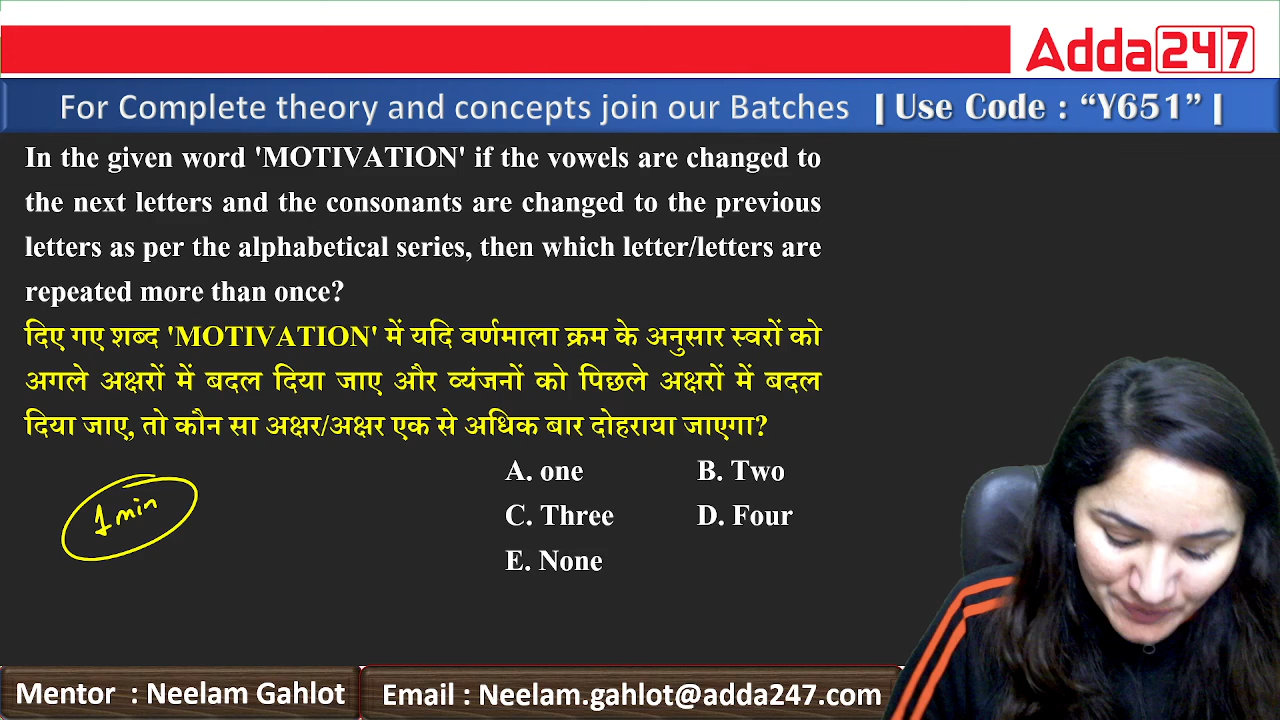 Adda247
For Complete theory and concepts join our Batches | Use Code : “Y651” |
In the given word 'MOTIVATION' if the vowels are changed to
the next letters and the consonants are changed to the previous
letters as per the alphabetical series, then which letter/letters are
repeated more than once?
दिए गए शब्द 'MOTIVATION' में यदि वर्णमाला क्रम के अनुसार स्वरों को
अगले अक्षरों में बदल दिया जाए और व्यंजनों को पिछले अक्षरों में बदल
दिया जाए, तो कौन सा अक्षर/अक्षर एक से अधिक बार दोहराया जाएगा?
A. one B. Two
C. Three D. Four
E. None
1 min
Mentor : Neelam Gahlot Email : Neelam.gahlot@adda247.com